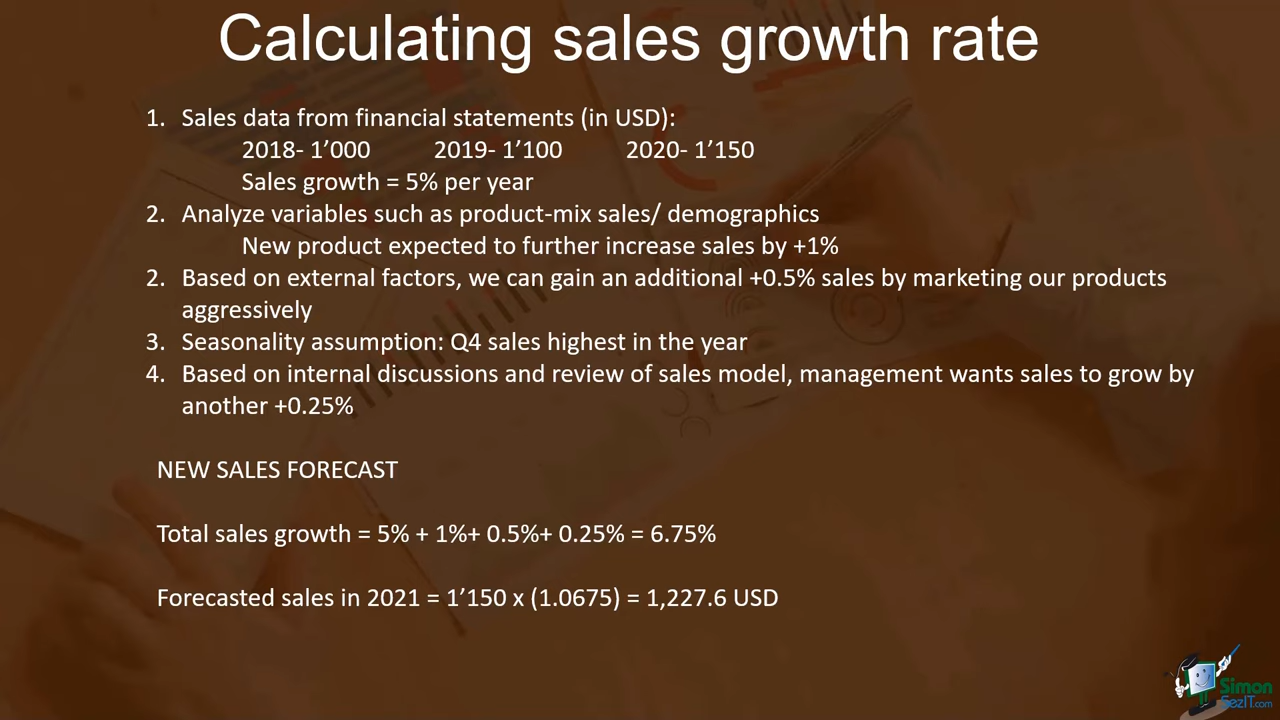 Calculating sales growth rate
1. Sales data from financial statements (in USD):
2018- 1’000 2019- 1’100 2020- 1’150
Sales growth = 5% per year
2. Analyze variables such as product-mix sales/ demographics
New product expected to further increase sales by +1%
2. Based on external factors, we can gain an additional +0.5% sales by marketing our products
aggressively
3. Seasonality assumption: Q4 sales highest in the year
4. Based on internal discussions and review of sales model, management wants sales to grow by
another +0.25%
NEW SALES FORECAST
Total sales growth = 5% + 1%+ 0.5%+ 0.25% = 6.75%
Forecasted sales in 2021 = 1’150 x (1.0675) = 1,227.6 USD
Simon
SezIT.com